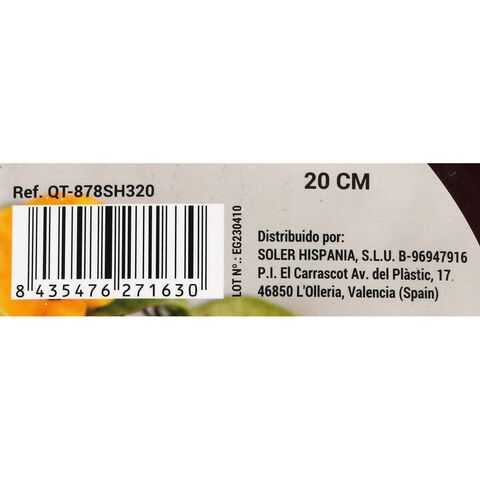 Ref. QT-878SH320
8 435476 271630
LOT Nº.: EG230410
20 CM
Distribuido por:
SOLER HISPANIA, S.L.U. B-96947916
P.I. El Carrascot Av. del Plàstic, 17.
46850 L'Olleria, Valencia (Spain)